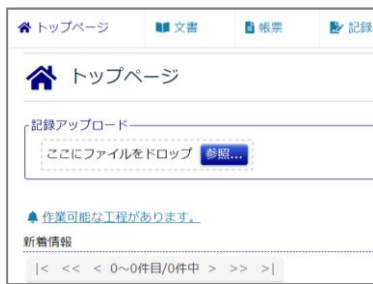 トップページ 文書 帳票 記録
トップページ
記録アップロード
ここにファイルをドロップ 参照...
作業可能な工程があります。
新着情報
|< << < 0～0件目/0件中 > >> >|